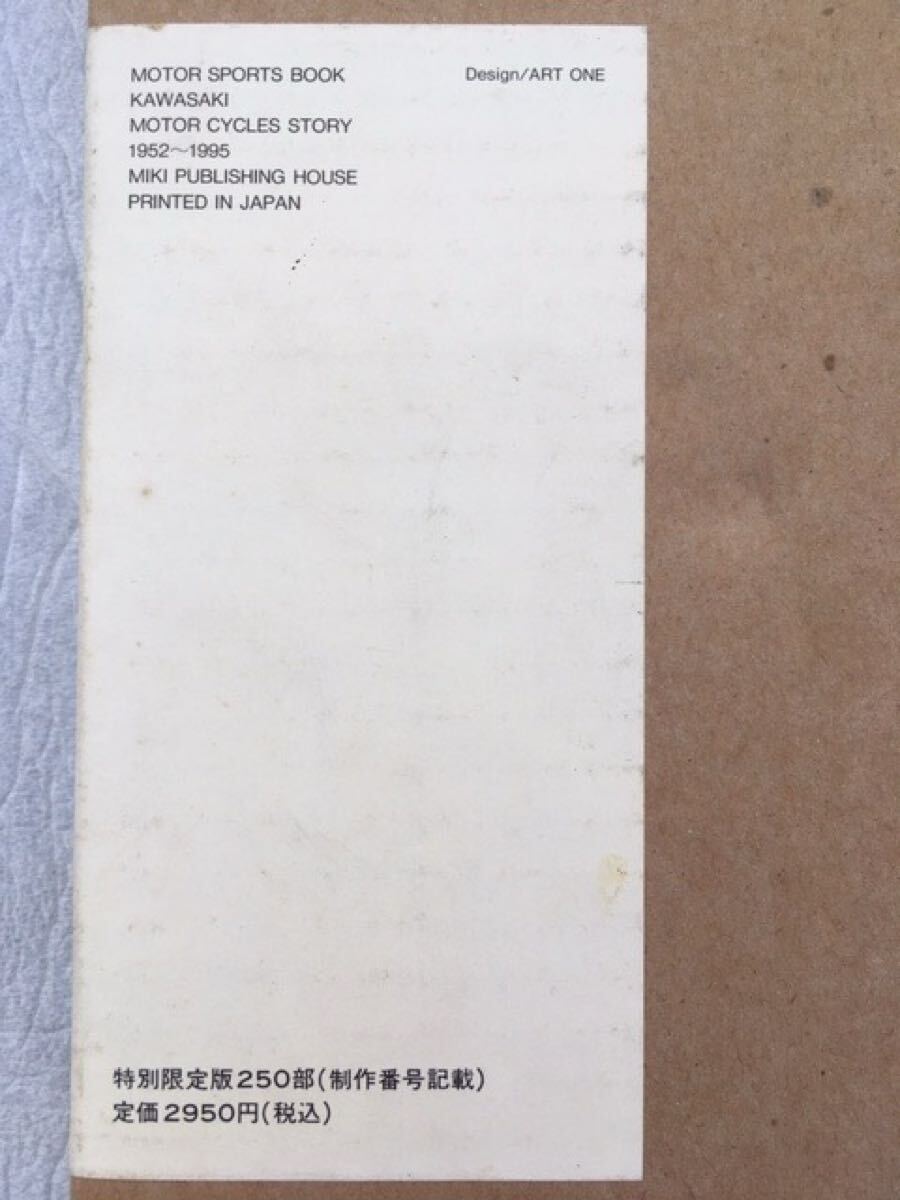 MOTOR SPORTS BOOK
KAWASAKI
MOTOR CYCLES STORY
1952〜1995
MIKI PUBLISHING HOUSE
PRINTED IN JAPAN
Design/ART ONE
特別限定版250部(制作番号記載)
定価2950円(税込)